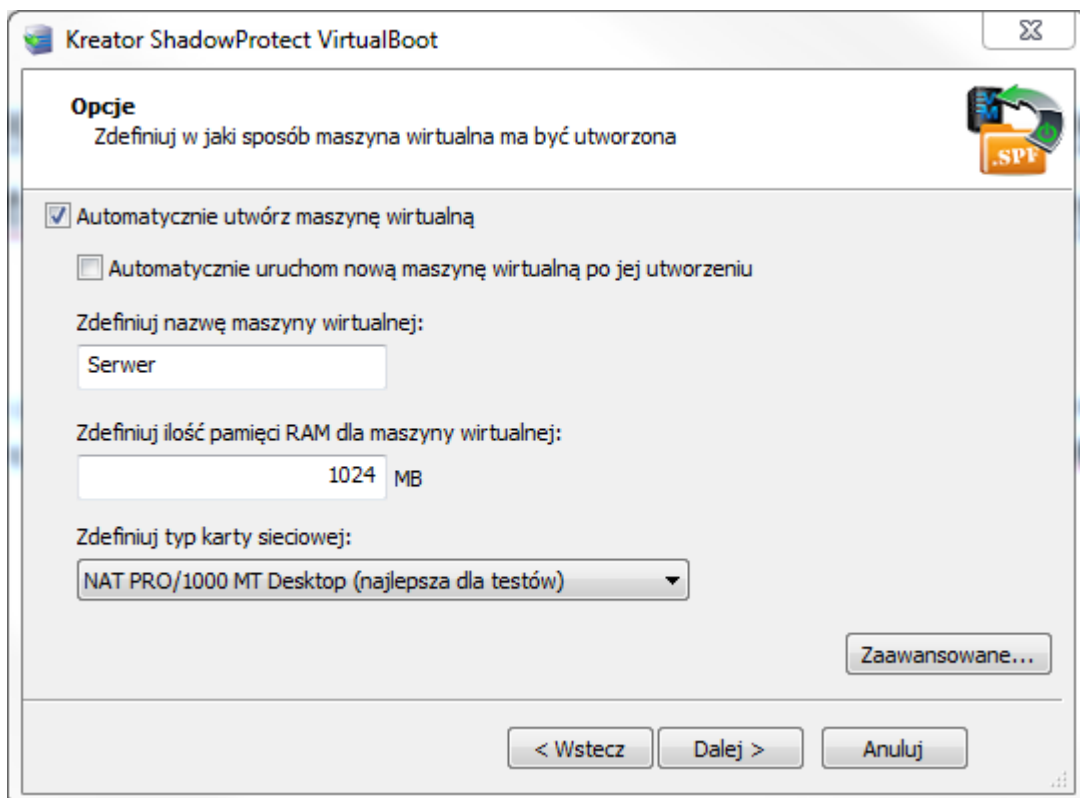 Kreator ShadowProtect VirtualBoot
Opcje
Zdefiniuj w jaki sposób maszyna wirtualna ma być utworzona
VM
.SPF
Automatycznie utwórz maszynę wirtualną
Automatycznie uruchom nową maszynę wirtualną po jej utworzeniu
Zdefiniuj nazwę maszyny wirtualnej:
Serwer
Zdefiniuj ilość pamięci RAM dla maszyny wirtualnej:
1024 MB
Zdefiniuj typ karty sieciowej:
NAT PRO/1000 MT Desktop (najlepsza dla testów)
Zaawansowane...
< Wstecz Dalej > Anuluj